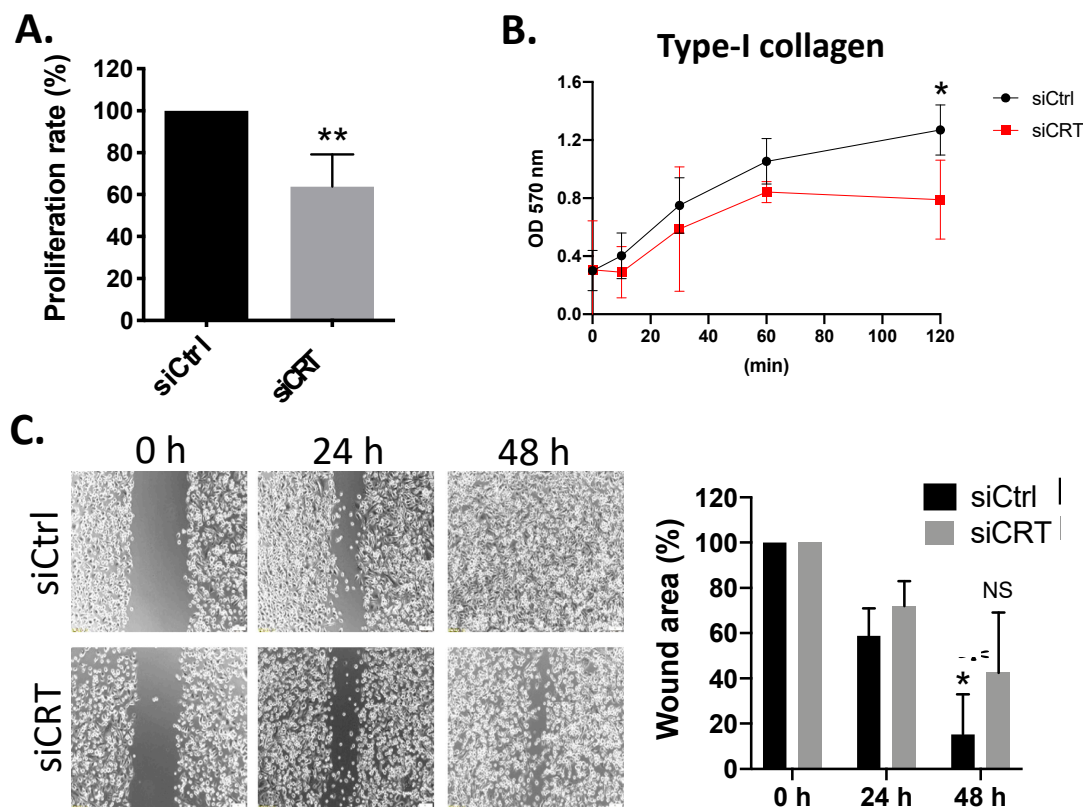 A.
Proliferation rate (%)
120
100
80
60
40
20
0
**
siCtrl
siCRT
B.
Type-I collagen
OD 570 nm
1.6
1.2
0.8
0.4
0.0
*
0 20 40 60 80 100 120
(min)
siCtrl
siCRT
C.
0 h 24 h 48 h
siCtrl
siCRT
Wound area (%)
120
100
80
60
40
20
0
siCtrl
siCRT
NS
*
0 h 24 h 48 h